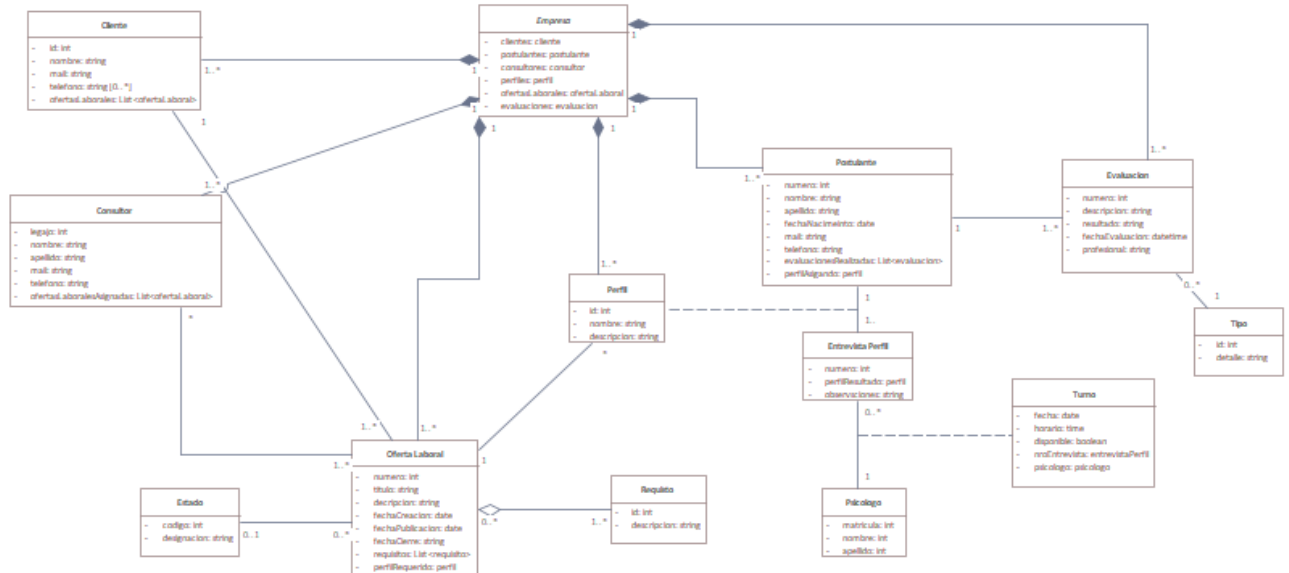 Cliente
- id: int
- nombre: string
- mail: string
- telefono: string [0..*]
- ofertasLaborales: List<ofertaLaboral>
1..*
1
Empresa
- clientes: cliente
- postulantes: postulante
- consultores: consultor
- perfiles: perfil
- ofertasLaborales: ofertaLaboral
- evaluaciones: evaluacion
1
1
1
1
1
1
1..*
Consultor
- legajo: int
- nombre: string
- apellido: string
- mail: string
- telefono: string
- ofertasLaboralesAsignadas: List<ofertaLaboral>
*
1..*
Postulante
- numero: int
- nombre: string
- apellido: string
- fechaNacimeinto: date
- mail: string
- telefono: string
- evaluacionesRealizadas: List<evaluacion>
- perfilAsigando: perfil
1
1
1..
1..*
1..*
Evaluacion
- numero: int
- descripcion: string
- resultado: string
- fechaEvaluacion: datetime
- profesional: string
0..*
1
Tipo
- id: int
- detalle: string
1..*
Perfil
- id: int
- nombre: string
- descripcion: string
*
Entrevista Perfil
- numero: int
- perfilResultado: perfil
- observaciones: string
0..*
1
Turno
- fecha: date
- horario: time
- disponible: boolean
- nroEntrevista: entrevistaPerfil
- psicologo: psicologo
Psicologo
- matricula: int
- nombre: int
- apellido: int
1..*
1..*
1..*
1
Oferta Laboral
- numero: int
- titulo: string
- decripcion: string
- fechaCreacion: date
- fechaPublicacion: date
- fechaCierre: string
- requisitos: List<requisito>
- perfilRequerido: perfil
Estado
- codigo: int
- designacion: string
0..1
0..*
0..*
1..*
Requisto
- id: int
- descripcion: string